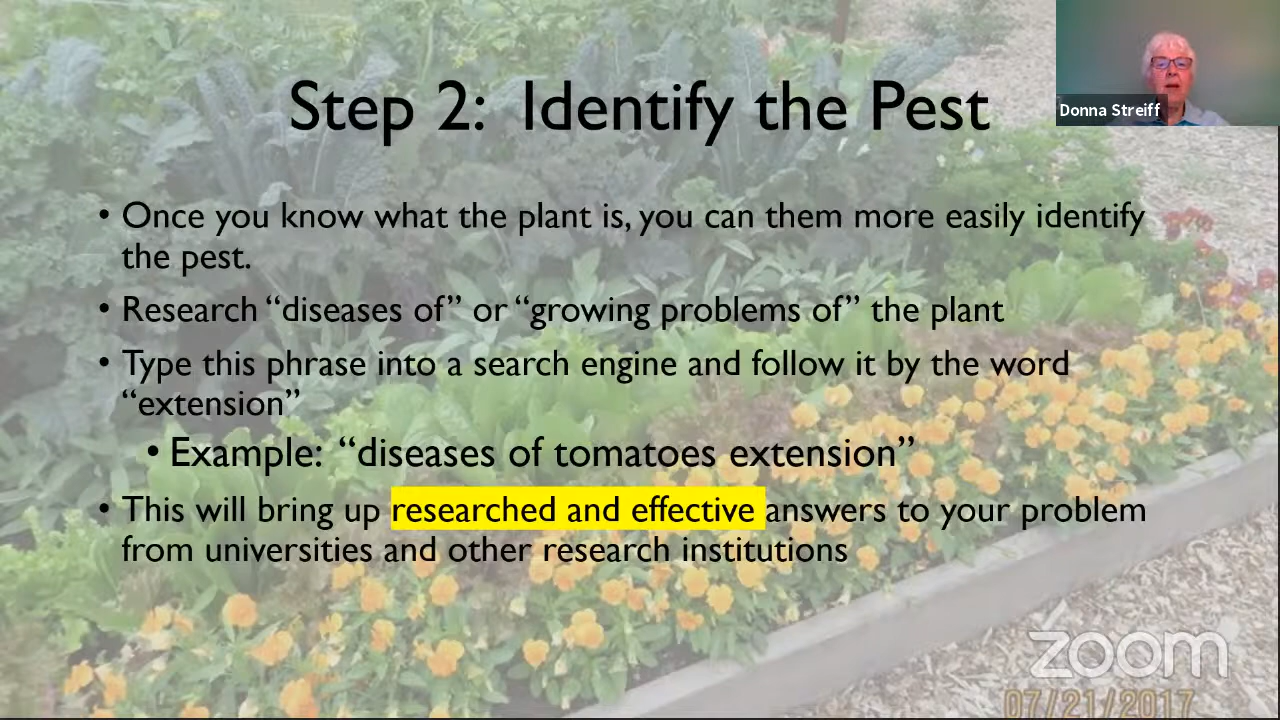 Step 2:  Identify the Pest
Donna Streiff
• Once you know what the plant is, you can them more easily identify
the pest.
• Research “diseases of” or “growing problems of” the plant
• Type this phrase into a search engine and follow it by the word
“extension”
• Example:  “diseases of tomatoes extension”
• This will bring up researched and effective answers to your problem
from universities and other research institutions
zoom
07/21/2017